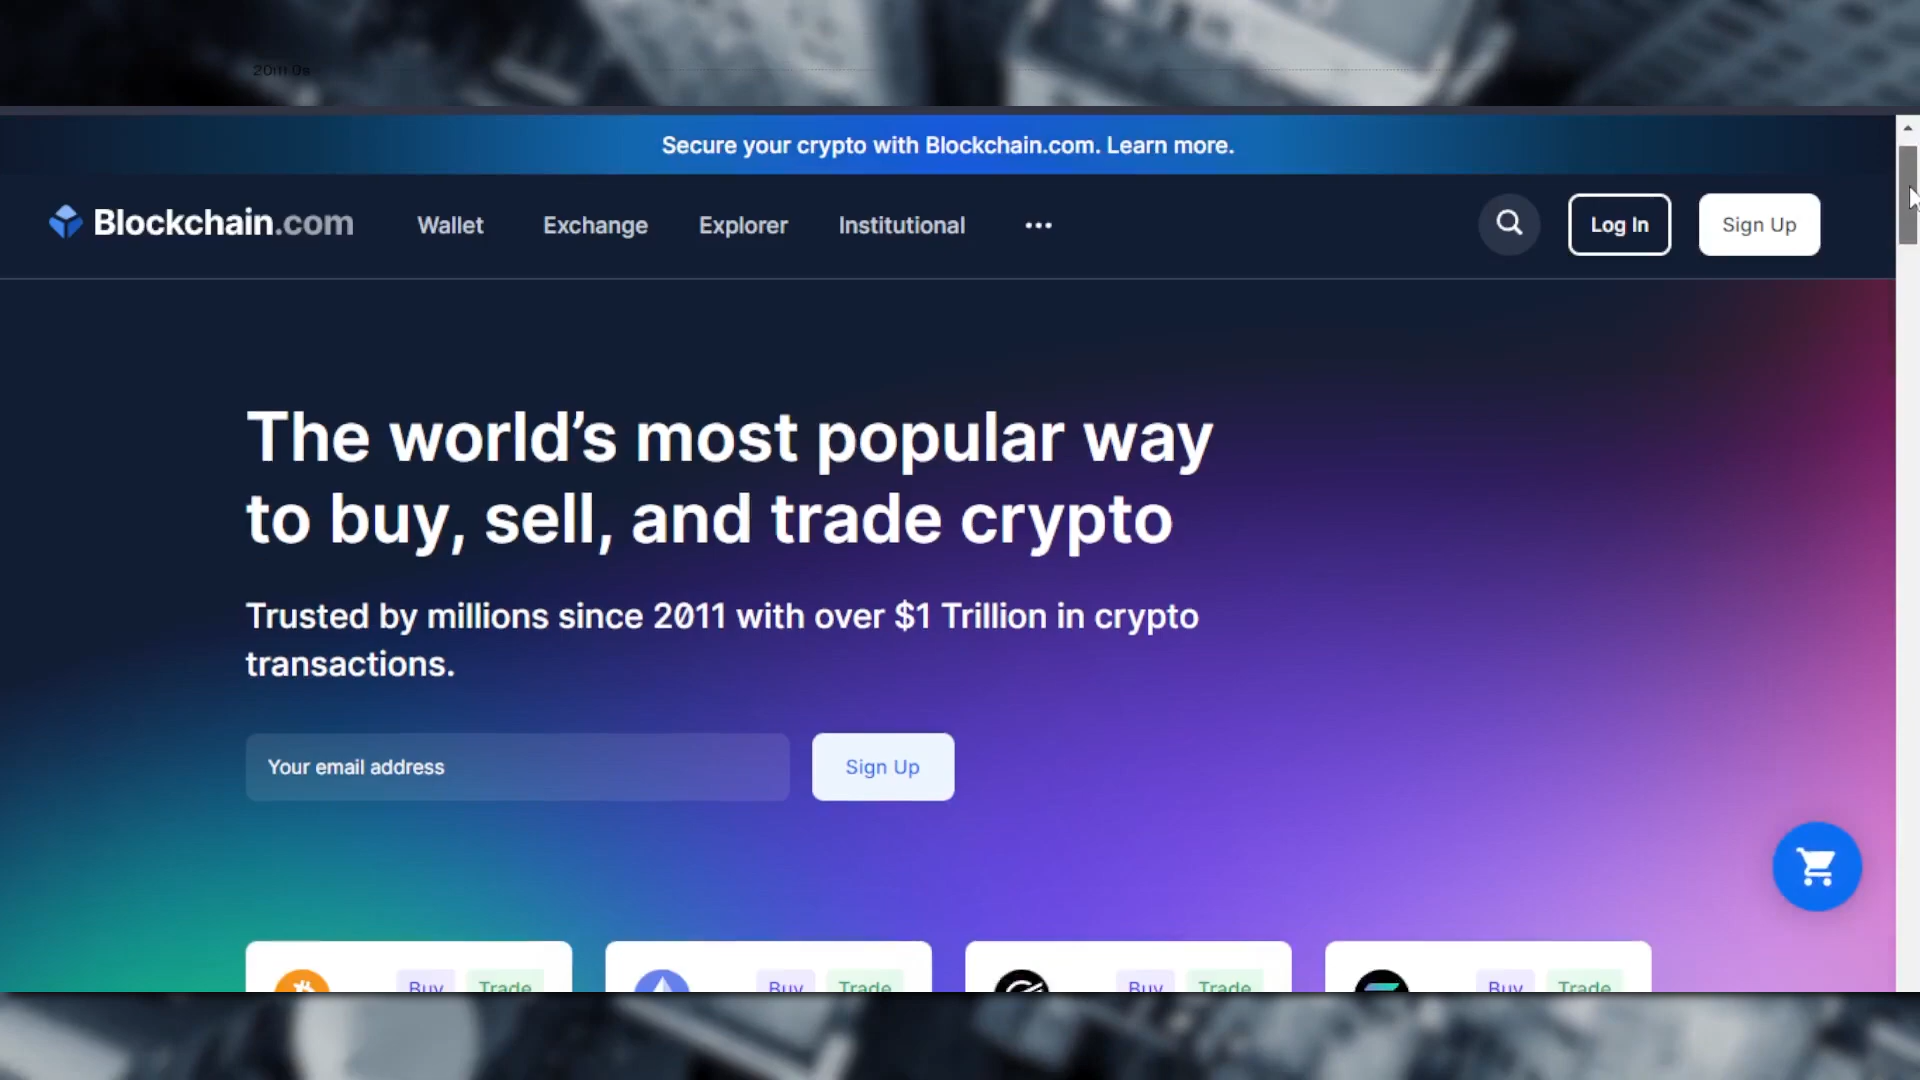 20m 0s
Secure your crypto with Blockchain.com. Learn more.
Blockchain.com Wallet Exchange Explorer Institutional ••• Log In Sign Up
The world’s most popular way
to buy, sell, and trade crypto
Trusted by millions since 2011 with over $1 Trillion in crypto
transactions.
Your email address Sign Up
Buy Trade Buy Trade Buy Trade Buy Trade